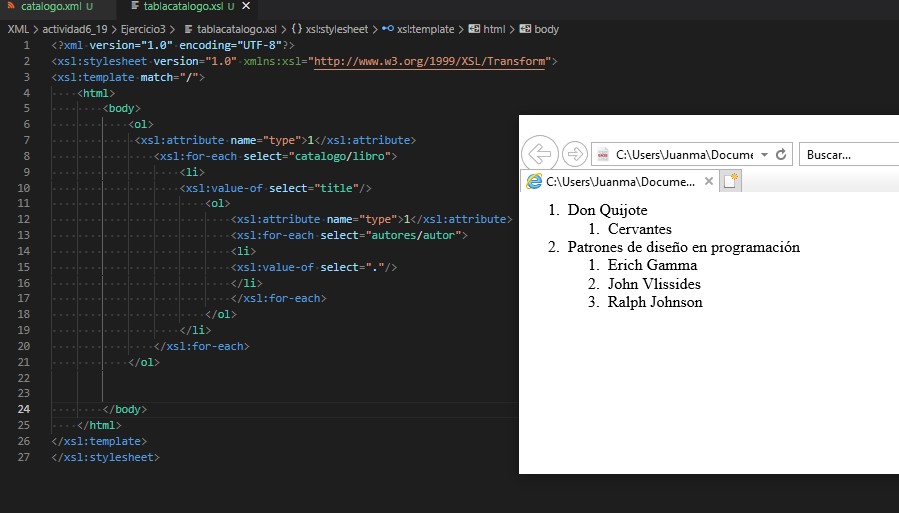 catalogo.xml U
tablacatalogo.xsl U ×
XML > actividad6_19 > Ejercicio3 > tablacatalogo.xsl > {} xsl:stylesheet > xsl:template > html > body
1 <?xml version="1.0" encoding="UTF-8"?>
2 <xsl:stylesheet version="1.0" xmlns:xsl="http://www.w3.org/1999/XSL/Transform">
3 <xsl:template match="/">
4 <html>
5 <body>
6 <ol>
7 <xsl:attribute name="type">1</xsl:attribute>
8 <xsl:for-each select="catalogo/libro">
9 <li>
10 <xsl:value-of select="title"/>
11 <ol>
12 <xsl:attribute name="type">1</xsl:attribute>
13 <xsl:for-each select="autores/autor">
14 <li>
15 <xsl:value-of select="."/>
16 </li>
17 </xsl:for-each>
18 </ol>
19 </li>
20 </xsl:for-each>
21 </ol>
22
23
24 </body>
25 </html>
26 </xsl:template>
27 </xsl:stylesheet>
C:\Users\Juanma\Docume
Buscar...
C:\Users\Juanma\Docume... ×
1. Don Quijote
1. Cervantes
2. Patrones de diseño en programación
1. Erich Gamma
2. John Vlissides
3. Ralph Johnson